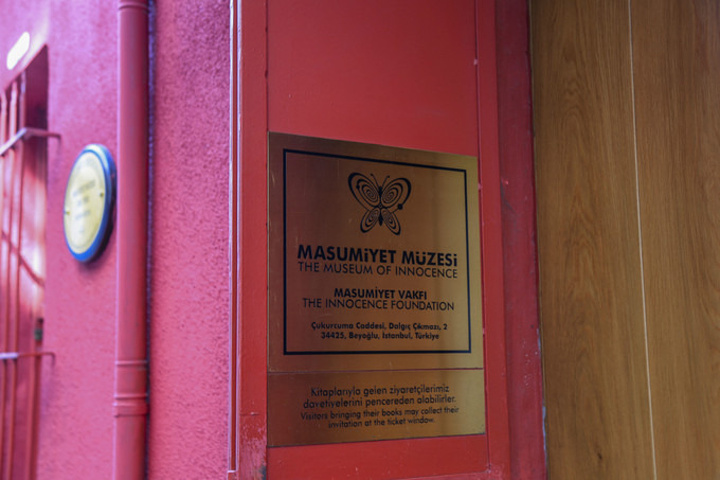 MASUMİYET MÜZESİ
THE MUSEUM OF INNOCENCE
MASUMİYET VAKFI
THE INNOCENCE FOUNDATION
Çukurcuma Caddesi, Dalgıç Çıkmazı, 2
34425, Beyoğlu, İstanbul, Türkiye
Kitaplarıyla gelen ziyaretçilerimiz
davetiyelerini pencereden alabilirler.
Visitors bringing their books may collect their
invitation at the ticket window.